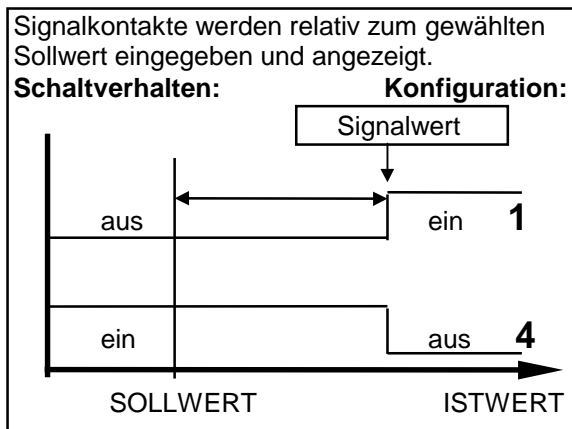 Signalkontakte werden relativ zum gewählten
Sollwert eingegeben und angezeigt.
Schaltverhalten: Konfiguration:
Signalwert
aus ein 1
ein aus 4
SOLLWERT ISTWERT